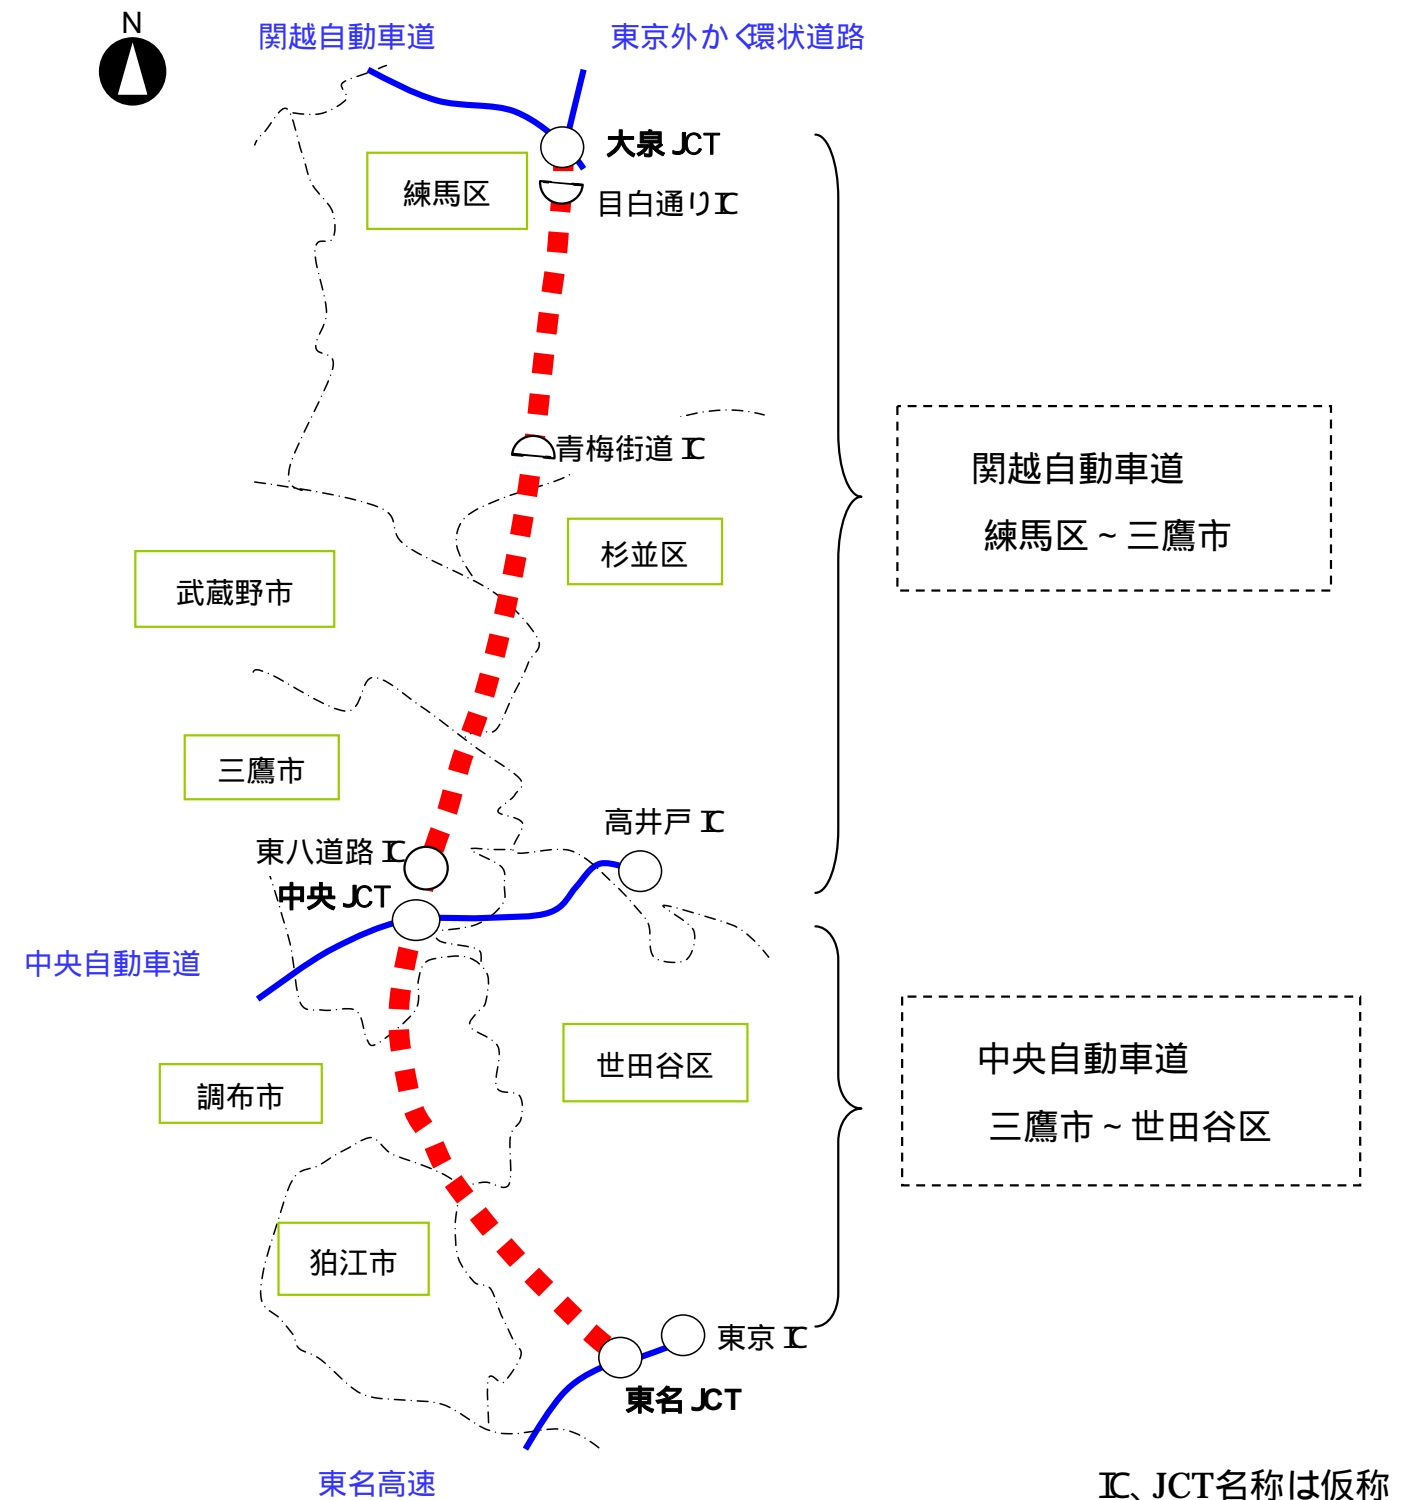 N
関越自動車道
東京外かく環状道路
大泉JCT
練馬区
目白通りIC
青梅街道IC
関越自動車道
練馬区~三鷹市
杉並区
武蔵野市
三鷹市
高井戸IC
東八道路IC
中央JCT
中央自動車道
中央自動車道
三鷹市~世田谷区
世田谷区
調布市
狛江市
東京IC
東名JCT
東名高速
IC、JCT名称は仮称